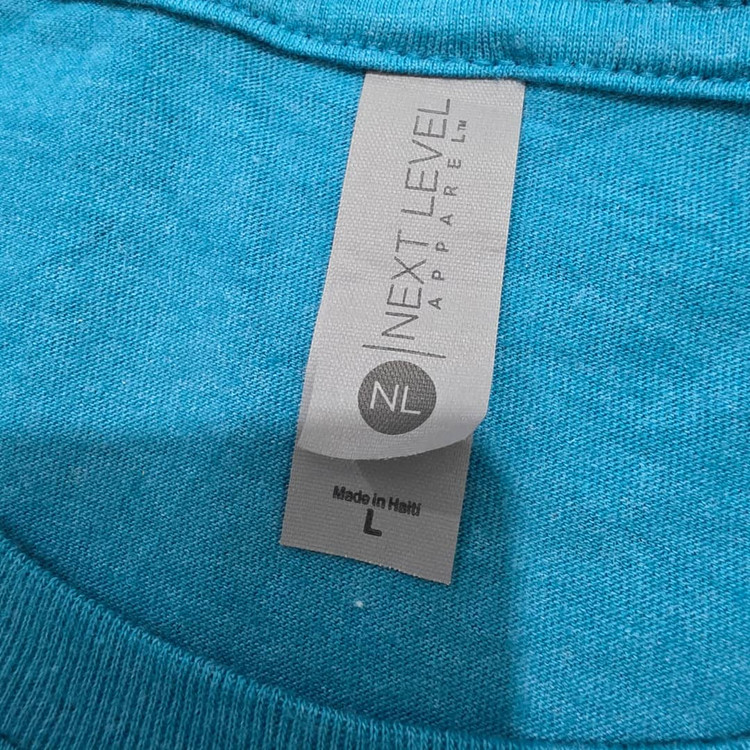 NEXT LEVEL
APPAREL™
NL
Made in Haiti
L